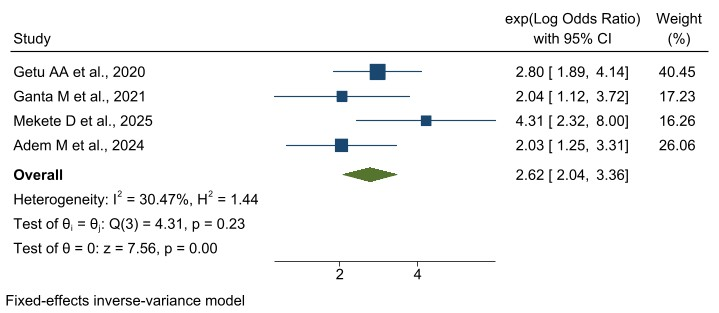 exp(Log Odds Ratio) Weight
Study with 95% CI (%)
Getu AA et al., 2020 2.80 [ 1.89, 4.14] 40.45
Ganta M et al., 2021 2.04 [ 1.12, 3.72] 17.23
Mekete D et al., 2025 4.31 [ 2.32, 8.00] 16.26
Adem M et al., 2024 2.03 [ 1.25, 3.31] 26.06
Overall 2.62 [ 2.04, 3.36]
Heterogeneity: I² = 30.47%, H² = 1.44
Test of θᵢ = θⱼ: Q(3) = 4.31, p = 0.23
Test of θ = 0: z = 7.56, p = 0.00
2 4
Fixed-effects inverse-variance model